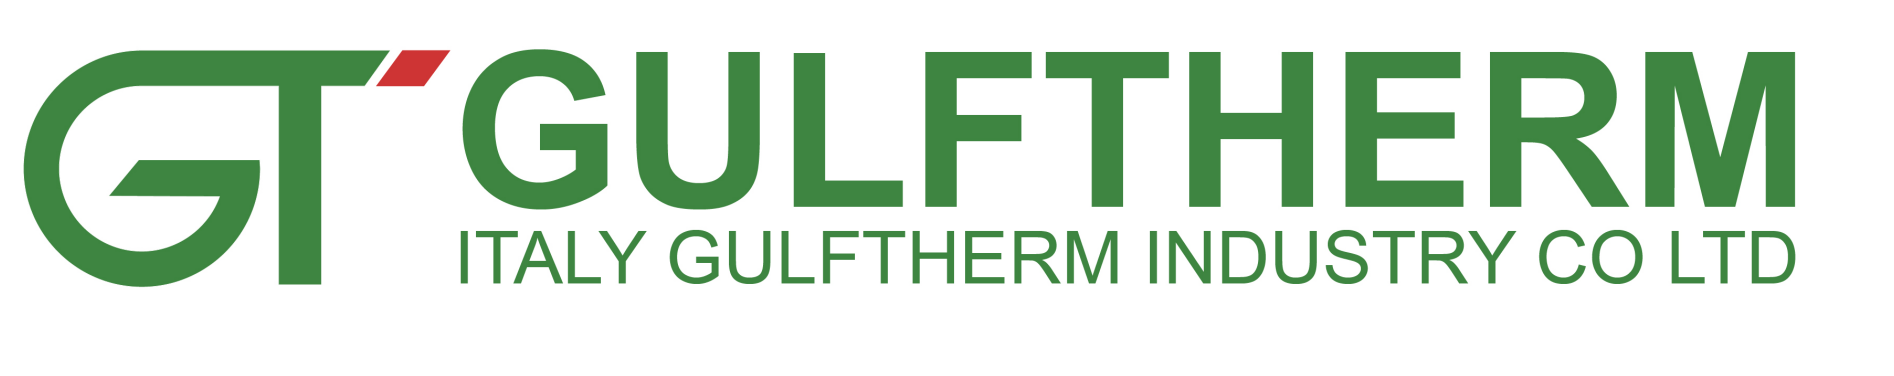 GT GULFTHERM
ITALY GULFTHERM INDUSTRY CO LTD